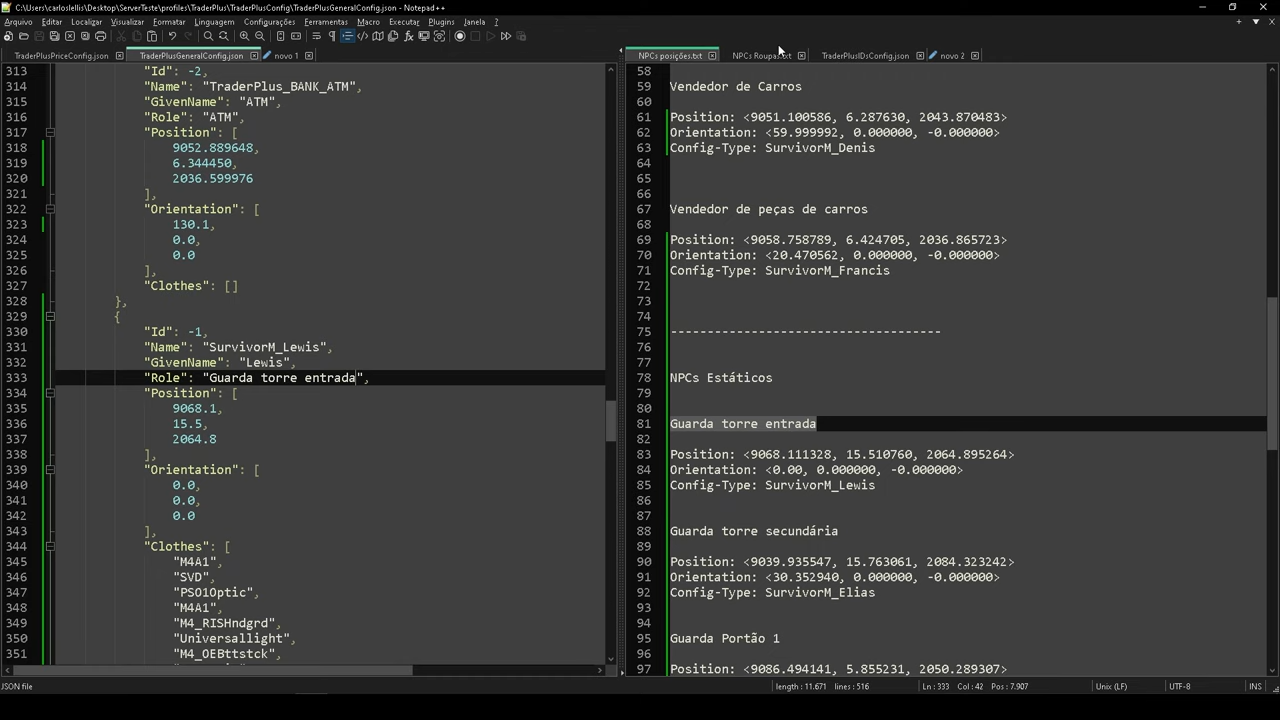 C:\Users\carloslellis\Desktop\ServerTeste\profiles\TraderPlus\TraderPlusConfig\TraderPlusGeneralConfig.json - Notepad++
Arquivo Editar Localizar Visualizar Formatar Linguagem Configurações Ferramentas Macro Executar Plugins Janela ?
TraderPlusPriceConfig.json TraderPlusGeneralConfig.json novo 1
313 "Id": -2,
314 "Name": "TraderPlus_BANK_ATM",
315 "GivenName": "ATM",
316 "Role": "ATM",
317 "Position": [
318 9052.889648,
319 6.344450,
320 2036.599976
321 ],
322 "Orientation": [
323 130.1,
324 0.0,
325 0.0
326 ],
327 "Clothes": []
328 },
329 {
330 "Id": -1,
331 "Name": "SurvivorM_Lewis",
332 "GivenName": "Lewis",
333 "Role": "Guarda torre entrada",
334 "Position": [
335 9068.1,
336 15.5,
337 2064.8
338 ],
339 "Orientation": [
340 0.0,
341 0.0,
342 0.0
343 ],
344 "Clothes": [
345 "M4A1",
346 "SVD",
347 "PSO1Optic",
348 "M4A1",
349 "M4_RISHndgrd",
350 "Universallight",
351 "M4_OEBttstck",
NPCs posições.txt NPCs Roupas.txt TraderPlusIDsConfig.json novo 2
58
59 Vendedor de Carros
60
61 Position: <9051.100586, 6.287630, 2043.870483>
62 Orientation: <59.999992, 0.000000, -0.000000>
63 Config-Type: SurvivorM_Denis
64
65
66
67 Vendedor de peças de carros
68
69 Position: <9058.758789, 6.424705, 2036.865723>
70 Orientation: <20.470562, 0.000000, -0.000000>
71 Config-Type: SurvivorM_Francis
72
73
74
75 -------------------------------------
76
77
78 NPCs Estáticos
79
80
81 Guarda torre entrada
82
83 Position: <9068.111328, 15.510760, 2064.895264>
84 Orientation: <0.00, 0.000000, -0.000000>
85 Config-Type: SurvivorM_Lewis
86
87
88 Guarda torre secundária
89
90 Position: <9039.935547, 15.763061, 2084.323242>
91 Orientation: <30.352940, 0.000000, -0.000000>
92 Config-Type: SurvivorM_Elias
93
94
95 Guarda Portão 1
96
97 Position: <9086.494141, 5.855231, 2050.289307>
JSON file length : 11.671 lines : 516 Ln : 333 Col : 42 Pos : 7.907 Unix (LF) UTF-8 INS